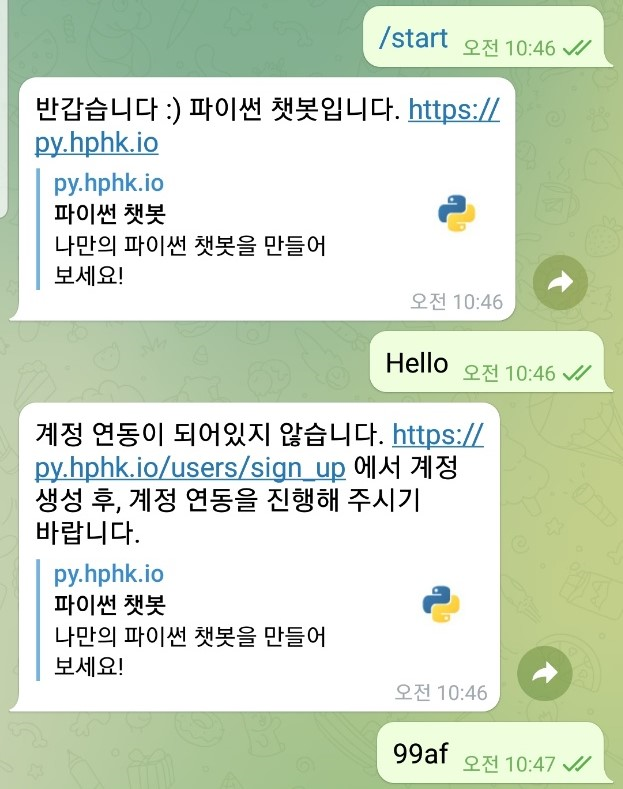 /start 오전 10:46
반갑습니다 :) 파이썬 챗봇입니다. https://
py.hphk.io
py.hphk.io
파이썬 챗봇
나만의 파이썬 챗봇을 만들어
보세요!
오전 10:46
Hello 오전 10:46
계정 연동이 되어있지 않습니다. https://
py.hphk.io/users/sign_up 에서 계정
생성 후, 계정 연동을 진행해 주시기
바랍니다.
py.hphk.io
파이썬 챗봇
나만의 파이썬 챗봇을 만들어
보세요!
오전 10:46
99af 오전 10:47